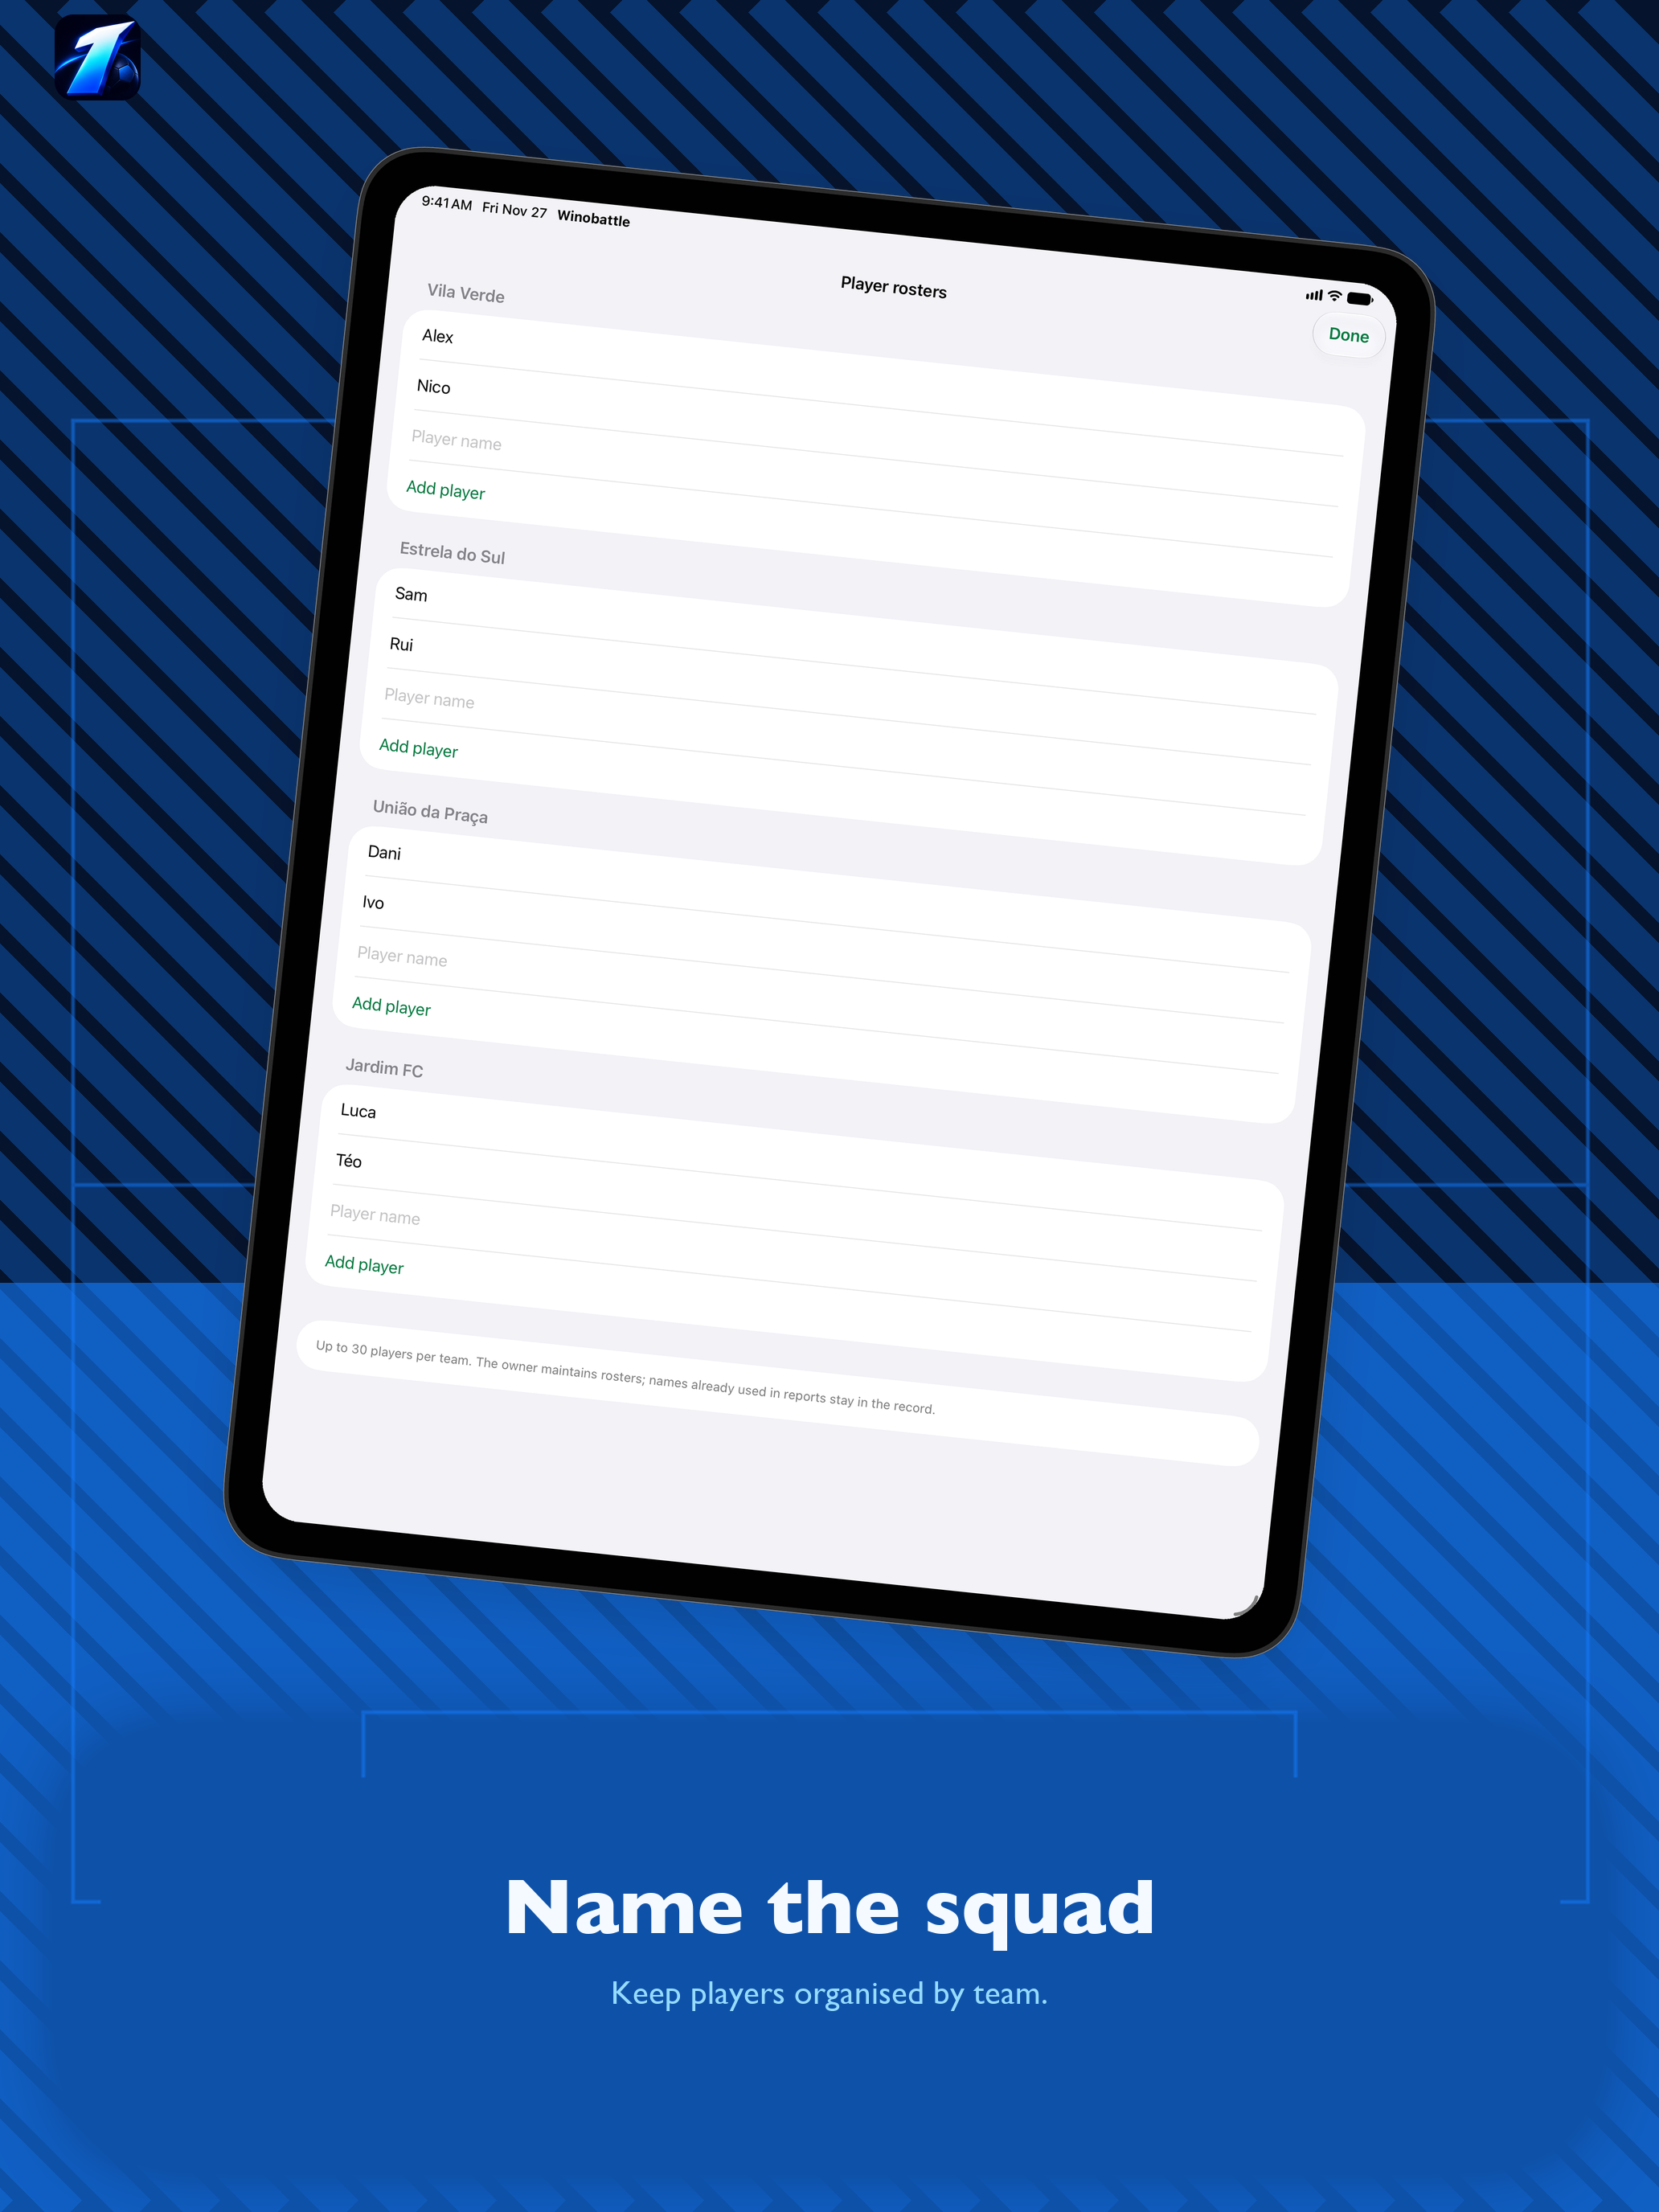 9:41 AM Fri Nov 27 Winobattle
Player rosters
Done
Vila Verde
Alex
Nico
Player name
Add player
Estrela do Sul
Sam
Rui
Player name
Add player
União da Praça
Dani
Ivo
Player name
Add player
Jardim FC
Luca
Téo
Player name
Add player
Up to 30 players per team. The owner maintains rosters; names already used in reports stay in the record.
Name the squad
Keep players organised by team.